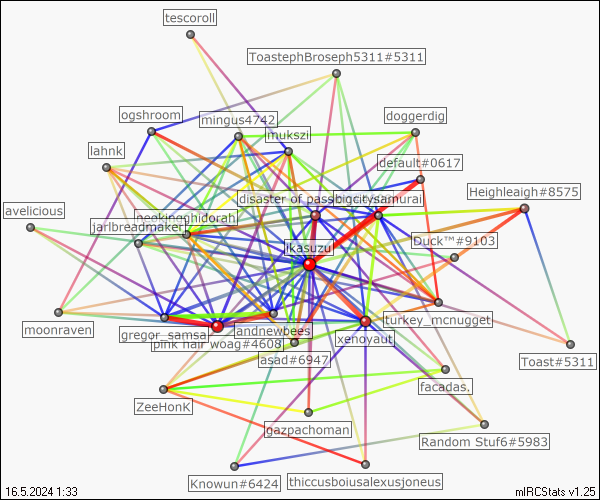 tescoroll
ToastephBroseph5311#5311
ogshroom
mingus4742
doggerdig
mukszi
lahnk
default#0617
Heighleigh#8575
disaster of pass
bigcitysamurai
avelicious
neekingghidorah
jarlbreadmaker
Duck™#9103
ikasuzu
moonraven
turkey_mcnugget
gregor_samsa
andnewbees
pink hair woag#4608
xenoyaut
asad#6947
Toast#5311
facadas.
ZeeHonK
gazpachoman
Random Stuf6#5983
Knowun#6424
thiccusboiusalexusjoneus
16.5.2024 1:33
mIRCStats v1.25